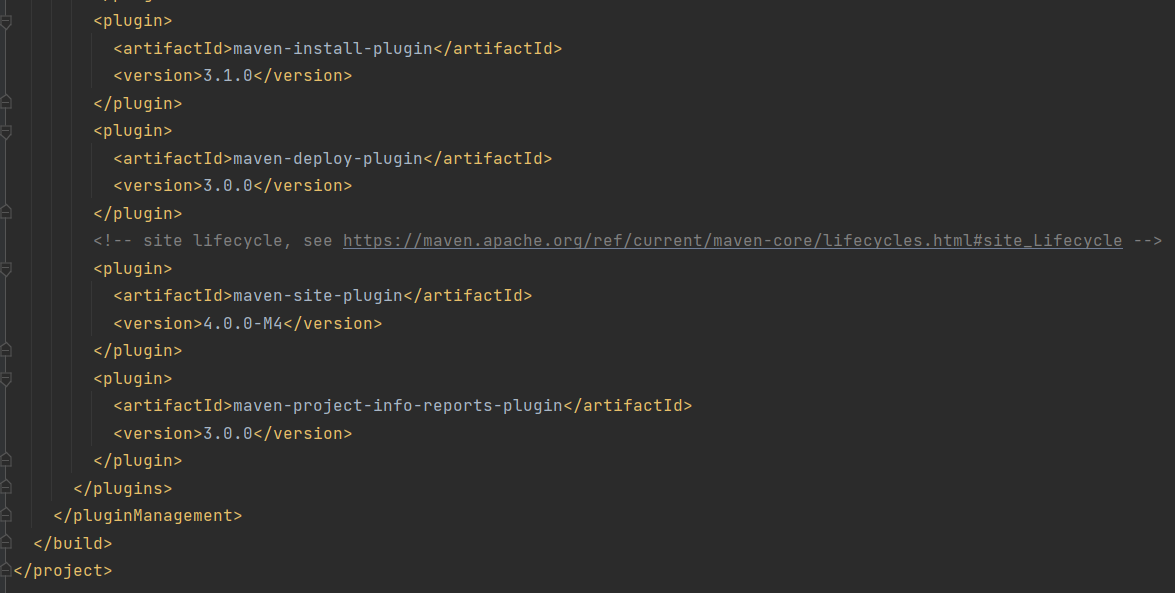 <plugin>
<artifactId>maven-install-plugin</artifactId>
<version>3.1.0</version>
</plugin>
<plugin>
<artifactId>maven-deploy-plugin</artifactId>
<version>3.0.0</version>
</plugin>
<!-- site lifecycle, see https://maven.apache.org/ref/current/maven-core/lifecycles.html#site_Lifecycle -->
<plugin>
<artifactId>maven-site-plugin</artifactId>
<version>4.0.0-M4</version>
</plugin>
<plugin>
<artifactId>maven-project-info-reports-plugin</artifactId>
<version>3.0.0</version>
</plugin>
</plugins>
</pluginManagement>
</build>
</project>